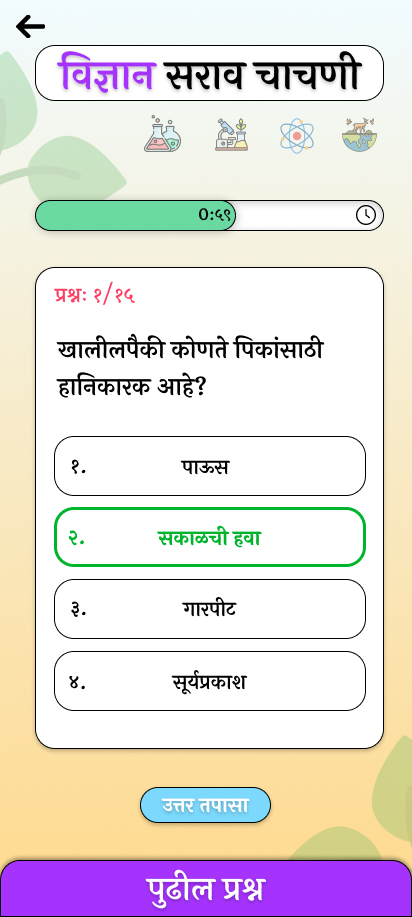 विज्ञान सराव चाचणी
०:५९
प्रश्न: १/१५
खालीलपैकी कोणते पिकांसाठी
हानिकारक आहे?
१. पाऊस
२. सकाळची हवा
३. गारपीट
४. सूर्यप्रकाश
उत्तर तपासा
पुढील प्रश्न